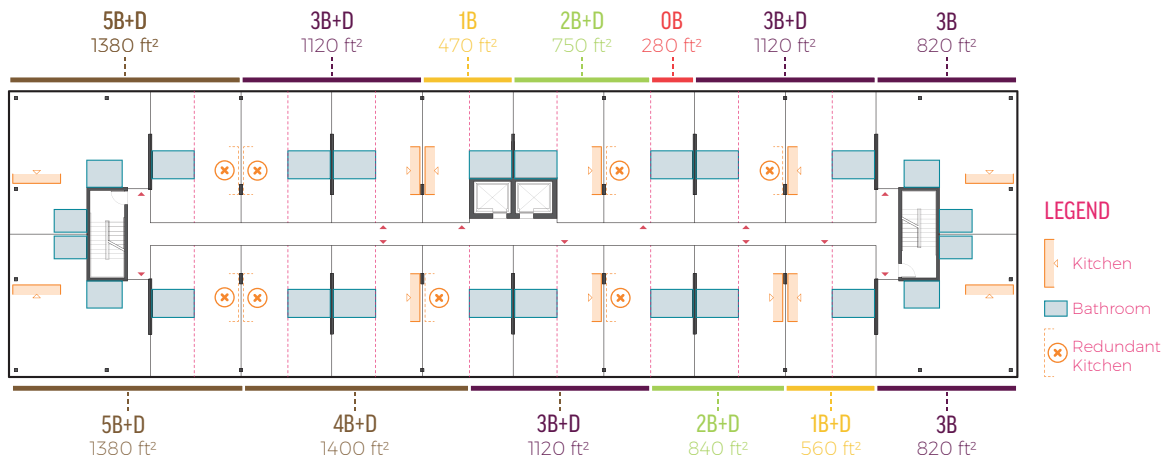 5B+D
1380 ft²
3B+D
1120 ft²
1B
470 ft²
2B+D
750 ft²
0B
280 ft²
3B+D
1120 ft²
3B
820 ft²
LEGEND
Kitchen
Bathroom
Redundant
Kitchen
5B+D
1380 ft²
4B+D
1400 ft²
3B+D
1120 ft²
2B+D
840 ft²
1B+D
560 ft²
3B
820 ft²